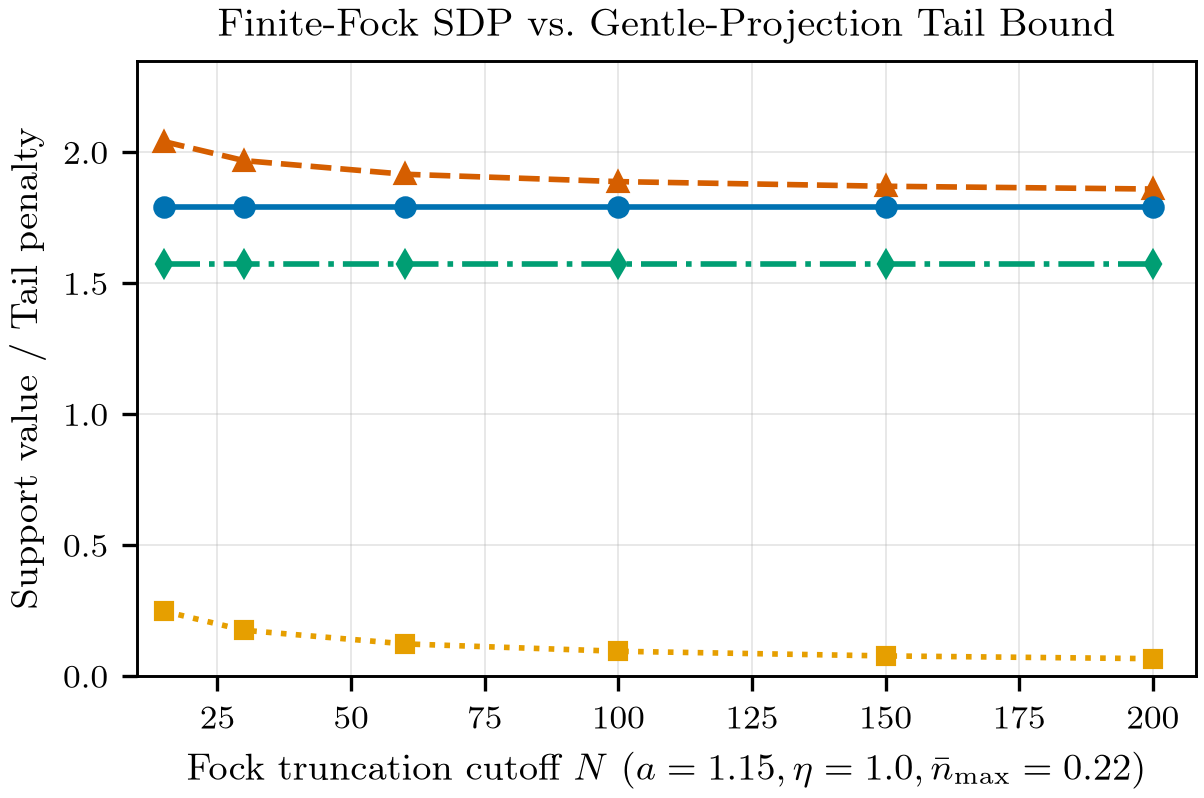 Finite-Fock SDP vs. Gentle-Projection Tail Bound
Support value / Tail penalty
2.0
1.5
1.0
0.5
0.0
25 50 75 100 125 150 175 200
Fock truncation cutoff N (a = 1.15, η = 1.0, n̄max = 0.22)